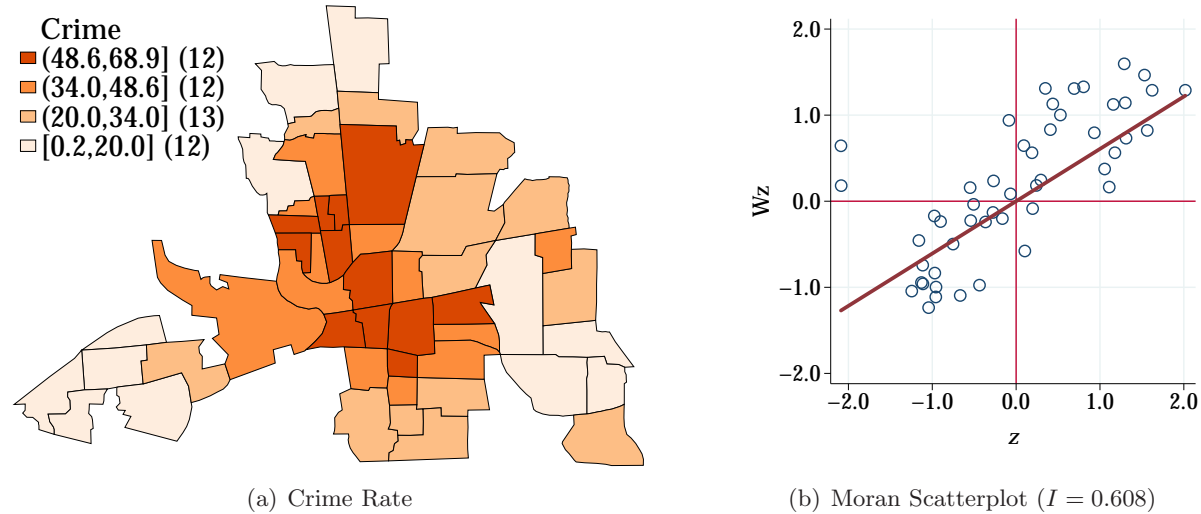 Crime
(48.6,68.9] (12)
(34.0,48.6] (12)
(20.0,34.0] (13)
[0.2,20.0] (12)
(a) Crime Rate
2.0
1.0
0.0
−1.0
−2.0
Wz
−2.0 −1.0 0.0 1.0 2.0
z
(b) Moran Scatterplot (I = 0.608)